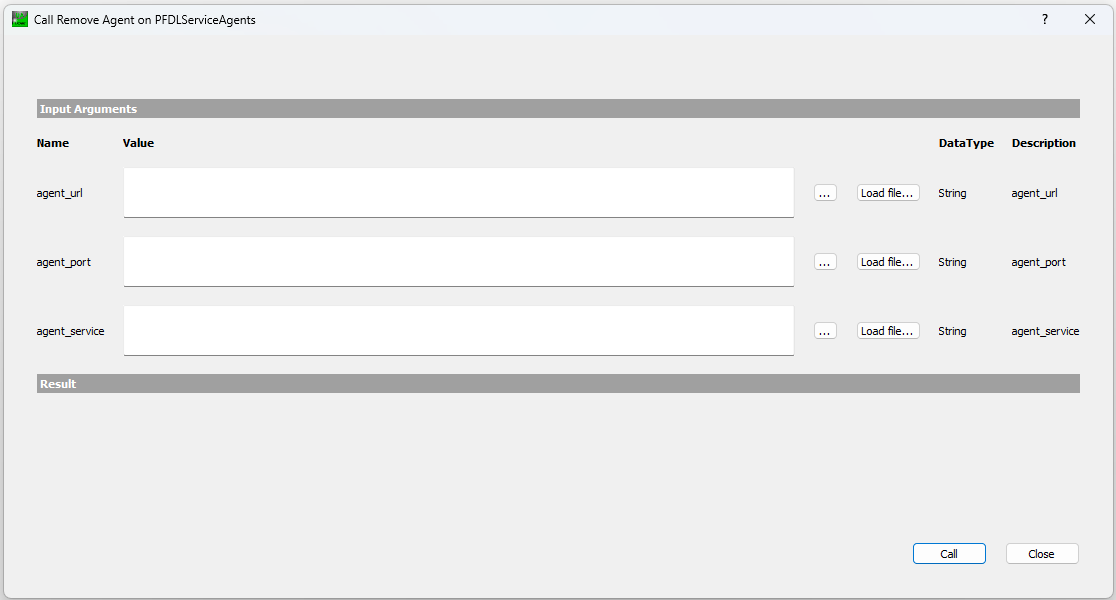 Call Remove Agent on PFDLServiceAgents ?
Input Arguments
Name Value DataType Description
agent_url ... Load file... String agent_url
agent_port ... Load file... String agent_port
agent_service ... Load file... String agent_service
Result
Call Close